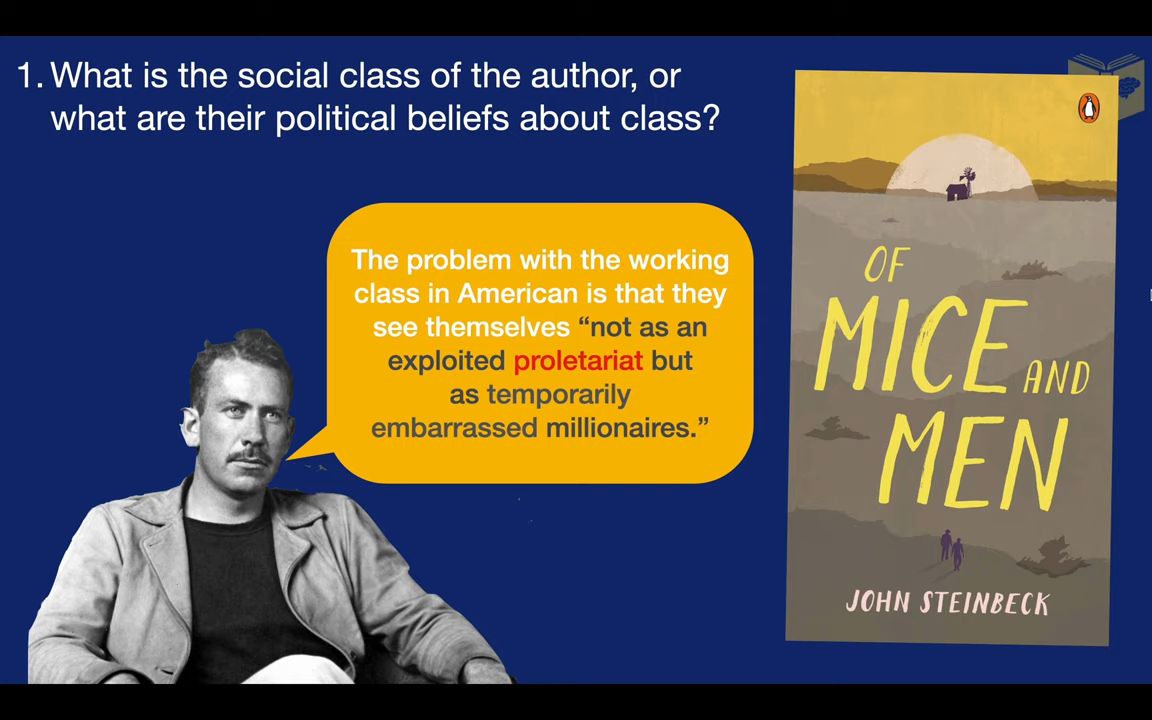 1. What is the social class of the author, or
what are their political beliefs about class?
The problem with the working
class in American is that they
see themselves “not as an
exploited proletariat but
as temporarily
embarrassed millionaires.”
OF
MICE AND
MEN
JOHN STEINBECK